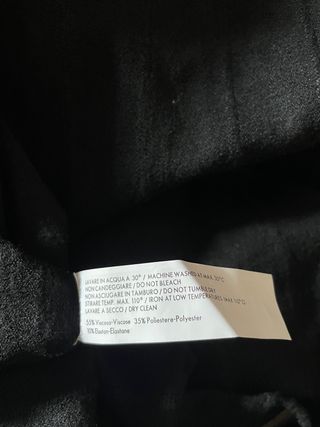 LAVARE IN ACQUA A 30° / MACHINE WASHED AT MAX. 30°C
NON CANDEGGIARE / DO NOT BLEACH
NON ASCIUGARE IN TAMBURO / DO NOT TUMBLE DRY
STIRARE TEMP. MAX. 110° / IRON AT LOW TEMPERATURES (MAX 110°C)
LAVARE A SECCO / DRY CLEAN
55% Viscosa-Viscose 35% Poliestere-Polyester
10% Elastan-Elastane